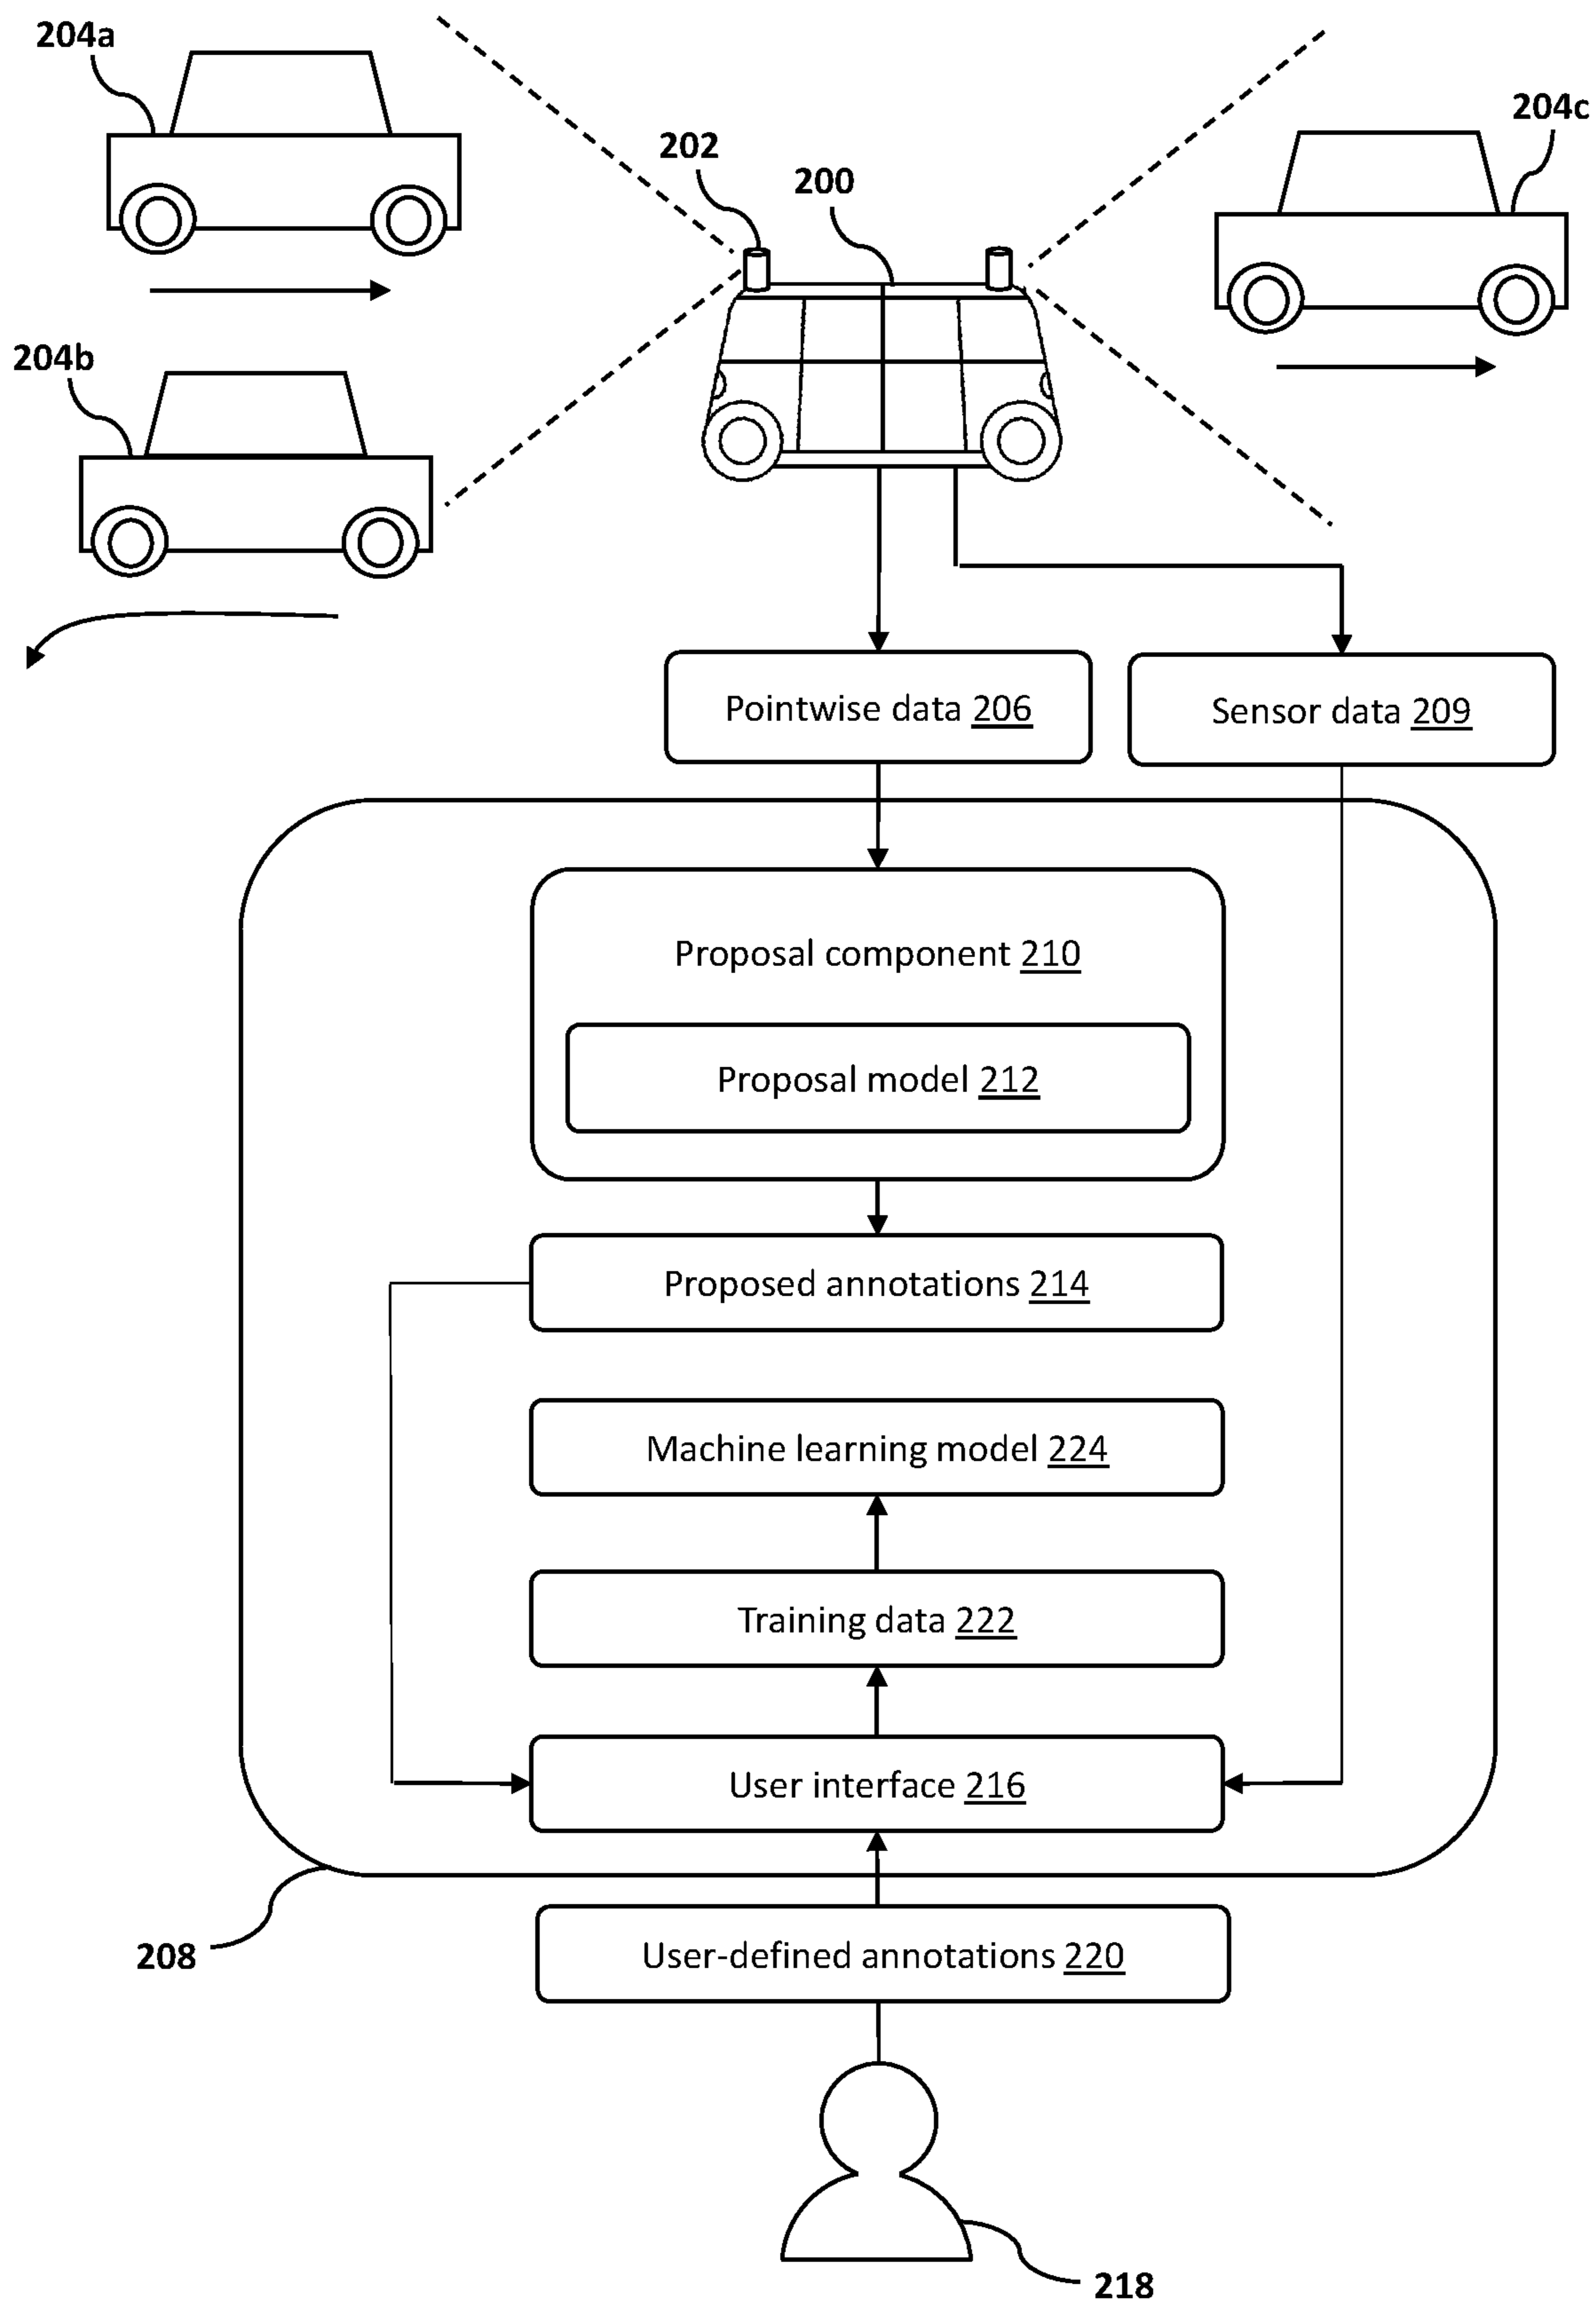 204a
204c
202
200
204b
Pointwise data 206
Sensor data 209
Proposal component 210
Proposal model 212
Proposed annotations 214
Machine learning model 224
Training data 222
User interface 216
208
User-defined annotations 220
218